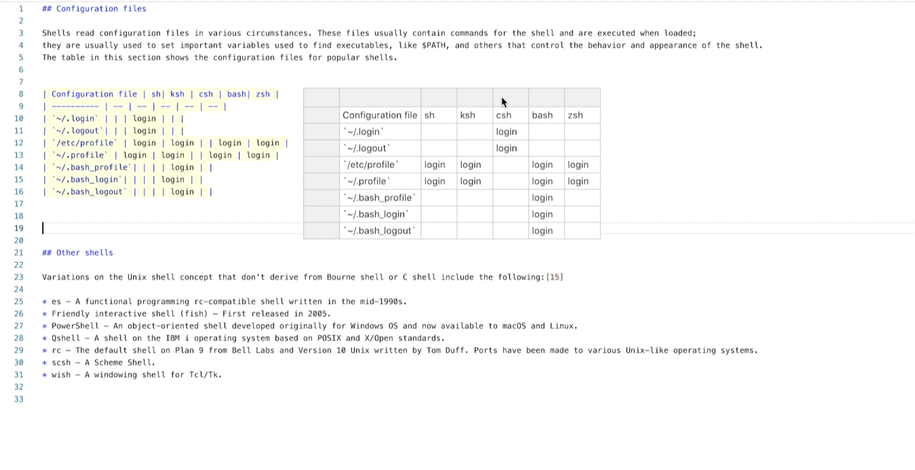 1 ## Configuration files
2
3 Shells read configuration files in various circumstances. These files usually contain commands for the shell and are executed when loaded;
4 they are usually used to set important variables used to find executables, like $PATH, and others that control the behavior and appearance of the shell.
5 The table in this section shows the configuration files for popular shells.
6
7
8 | Configuration file | sh| ksh | csh | bash| zsh |
9 | ---------- | -- | -- | -- | -- | -- |
10 | `~/.login` | | | login | | |
11 | `~/.logout`| | | login | | |
12 | `/etc/profile` | login | login | | login | login |
13 | `~/.profile` | login | login | | login | login |
14 | `~/.bash_profile`| | | | login | |
15 | `~/.bash_login`| | | | login | |
16 | `~/.bash_logout` | | | | login | |
17
18
19
20
21 ## Other shells
22
23 Variations on the Unix shell concept that don't derive from Bourne shell or C shell include the following:[15]
24
25 * es – A functional programming rc-compatible shell written in the mid-1990s.
26 * Friendly interactive shell (fish) – First released in 2005.
27 * PowerShell – An object-oriented shell developed originally for Windows OS and now available to macOS and Linux.
28 * Qshell – A shell on the IBM i operating system based on POSIX and X/Open standards.
29 * rc – The default shell on Plan 9 from Bell Labs and Version 10 Unix written by Tom Duff. Ports have been made to various Unix-like operating systems.
30 * scsh – A Scheme Shell.
31 * wish – A windowing shell for Tcl/Tk.
32
33
Configuration file sh ksh csh bash zsh
`~/.login` login
`~/.logout` login
`/etc/profile` login login login login
`~/.profile` login login login login
`~/.bash_profile` login
`~/.bash_login` login
`~/.bash_logout` login